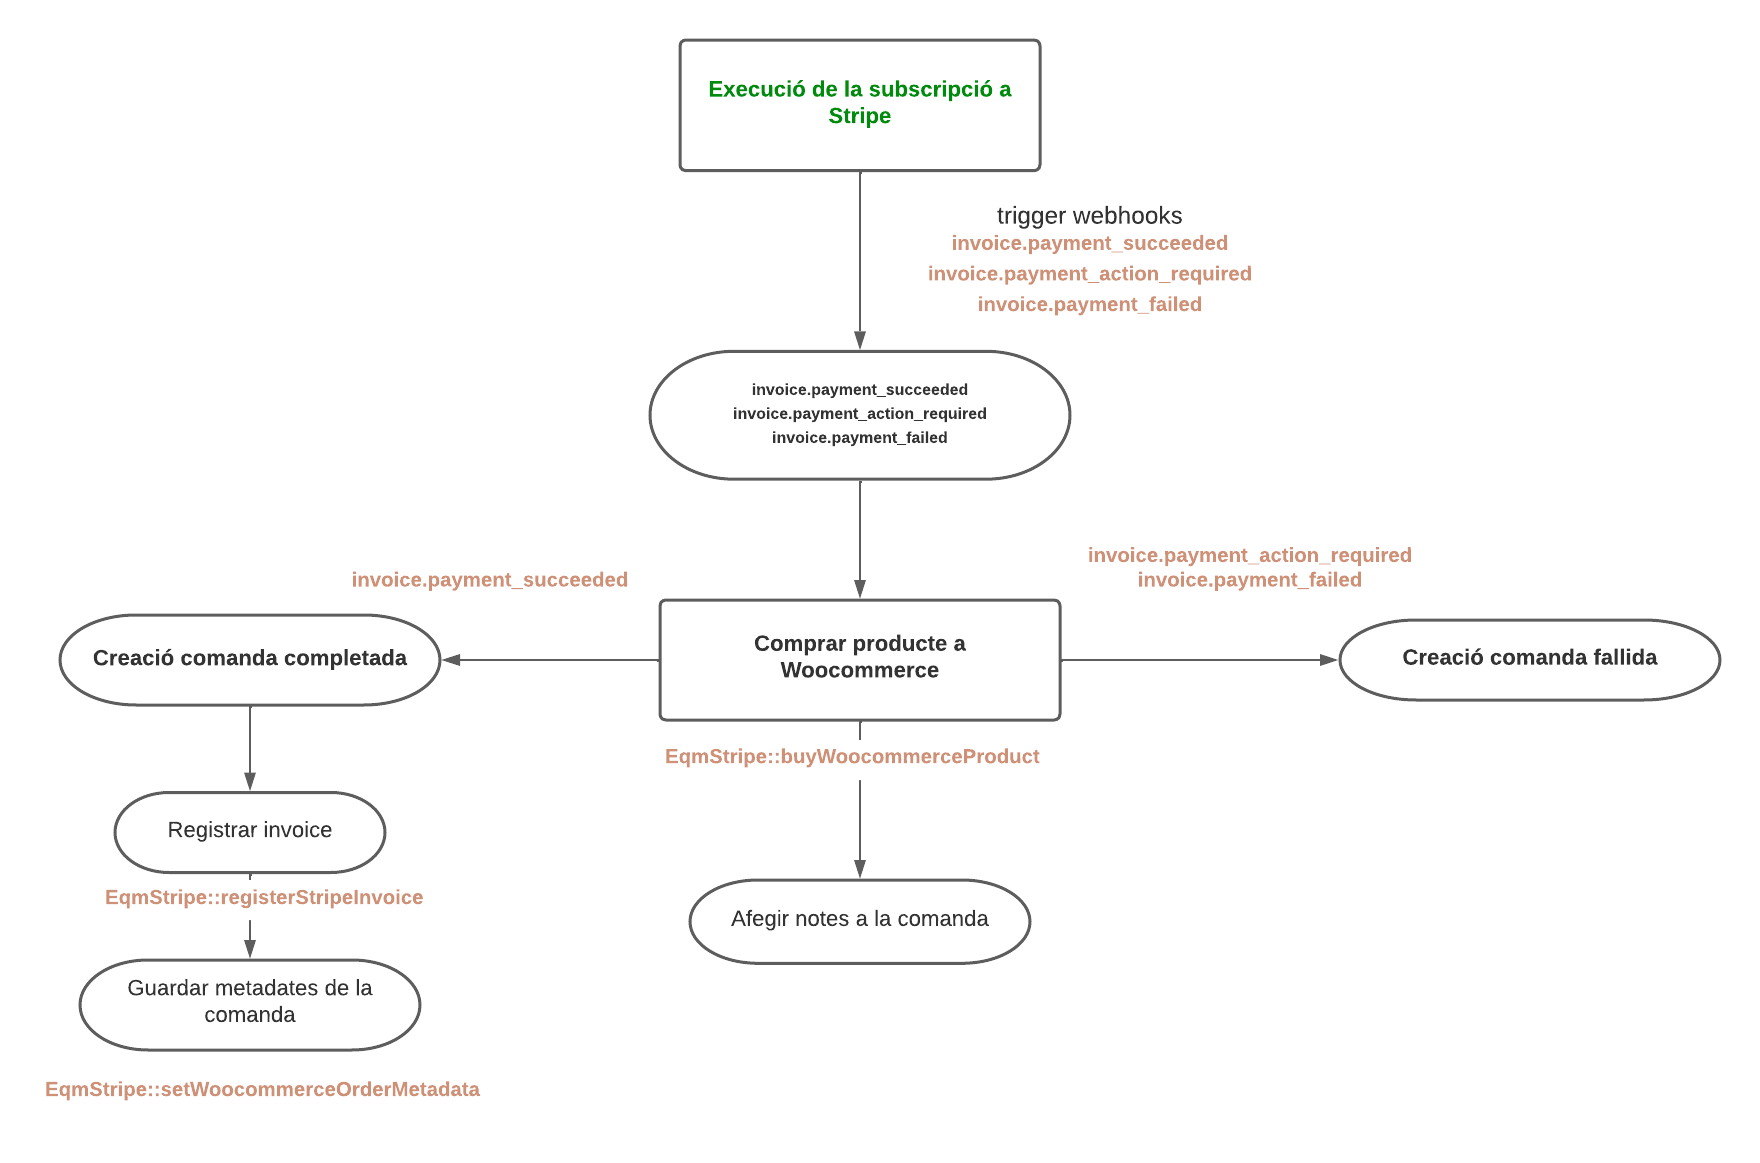 Execució de la subscripció a
Stripe
trigger webhooks
invoice.payment_succeeded
invoice.payment_action_required
invoice.payment_failed
invoice.payment_succeeded
invoice.payment_action_required
invoice.payment_failed
invoice.payment_succeeded
invoice.payment_action_required
invoice.payment_failed
Creació comanda completada
Comprar producte a
Woocommerce
Creació comanda fallida
EqmStripe::buyWoocommerceProduct
Registrar invoice
EqmStripe::registerStripeInvoice
Afegir notes a la comanda
Guardar metadates de la
comanda
EqmStripe::setWoocommerceOrderMetadata